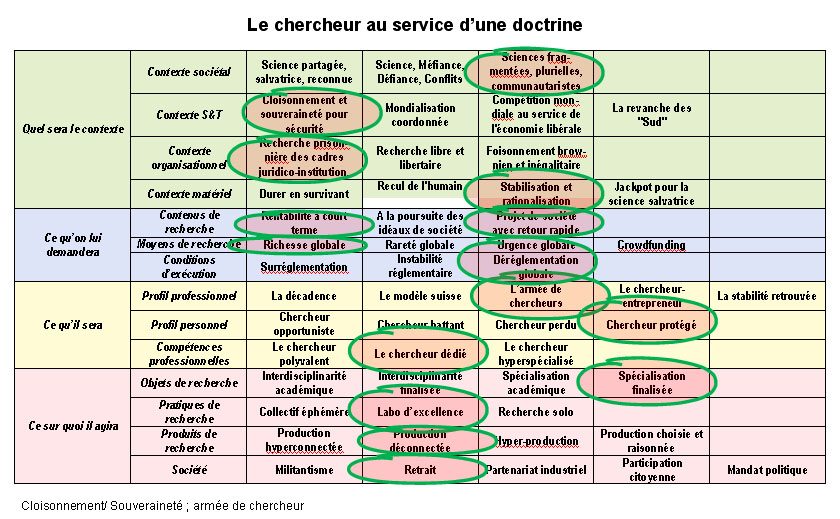 Le chercheur au service d'une doctrine
Quel sera le contexte
Contexte sociétal
Science partagée,
salvatrice, reconnue
Science, Méfiance,
Défiance, Conflits
Sciences frag-
mentées, plurielles,
communautaristes
Contexte S&T
Cloisonnement et
souveraineté pour
sécurité
Mondialisation
coordonnée
Compétition mon-
diale au service de
l'économie libérale
La revanche des
"Sud"
Contexte
organisationnel
Recherche prison-
nière des cadres
juridico-institution
Recherche libre et
libertaire
Foisonnement brow-
nien et inégalitaire
Contexte matériel
Durer en survivant
Recul de l'humain
Stabilisation et
rationalisation
Jackpot pour la
science salvatrice
Ce qu'on lui
demandera
Contenus de
recherche
Rentabilité à court
terme
A la poursuite des
idéaux de société
Projet de société
avec retour rapide
Moyens de recherche
Richesse globale
Rareté globale
Urgence globale
Crowdfunding
Conditions
d'exécution
Surréglementation
Instabilité
réglementaire
Déréglementation
globale
Ce qu'il sera
Profil professionnel
La décadence
Le modèle suisse
L'armée de
chercheurs
Le chercheur-
entrepreneur
La stabilité retrouvée
Profil personnel
Chercheur
opportuniste
Chercheur battant
Chercheur perdu
Chercheur protégé
Compétences
professionnelles
Le chercheur
polyvalent
Le chercheur dédié
Le chercheur
hyperspécialisé
Ce sur quoi il agira
Objets de recherche
Interdisciplinarité
académique
Interdisciplinarité
finalisée
Spécialisation
académique
Spécialisation
finalisée
Pratiques de
recherche
Collectif éphémère
Labo d'excellence
Recherche solo
Produits de
recherche
Production
hyperconnectée
Production
déconnectée
Hyper-production
Production choisie et
raisonnée
Société
Militantisme
Retrait
Partenariat industriel
Participation
citoyenne
Mandat politique
Cloisonnement/ Souveraineté ; armée de chercheur